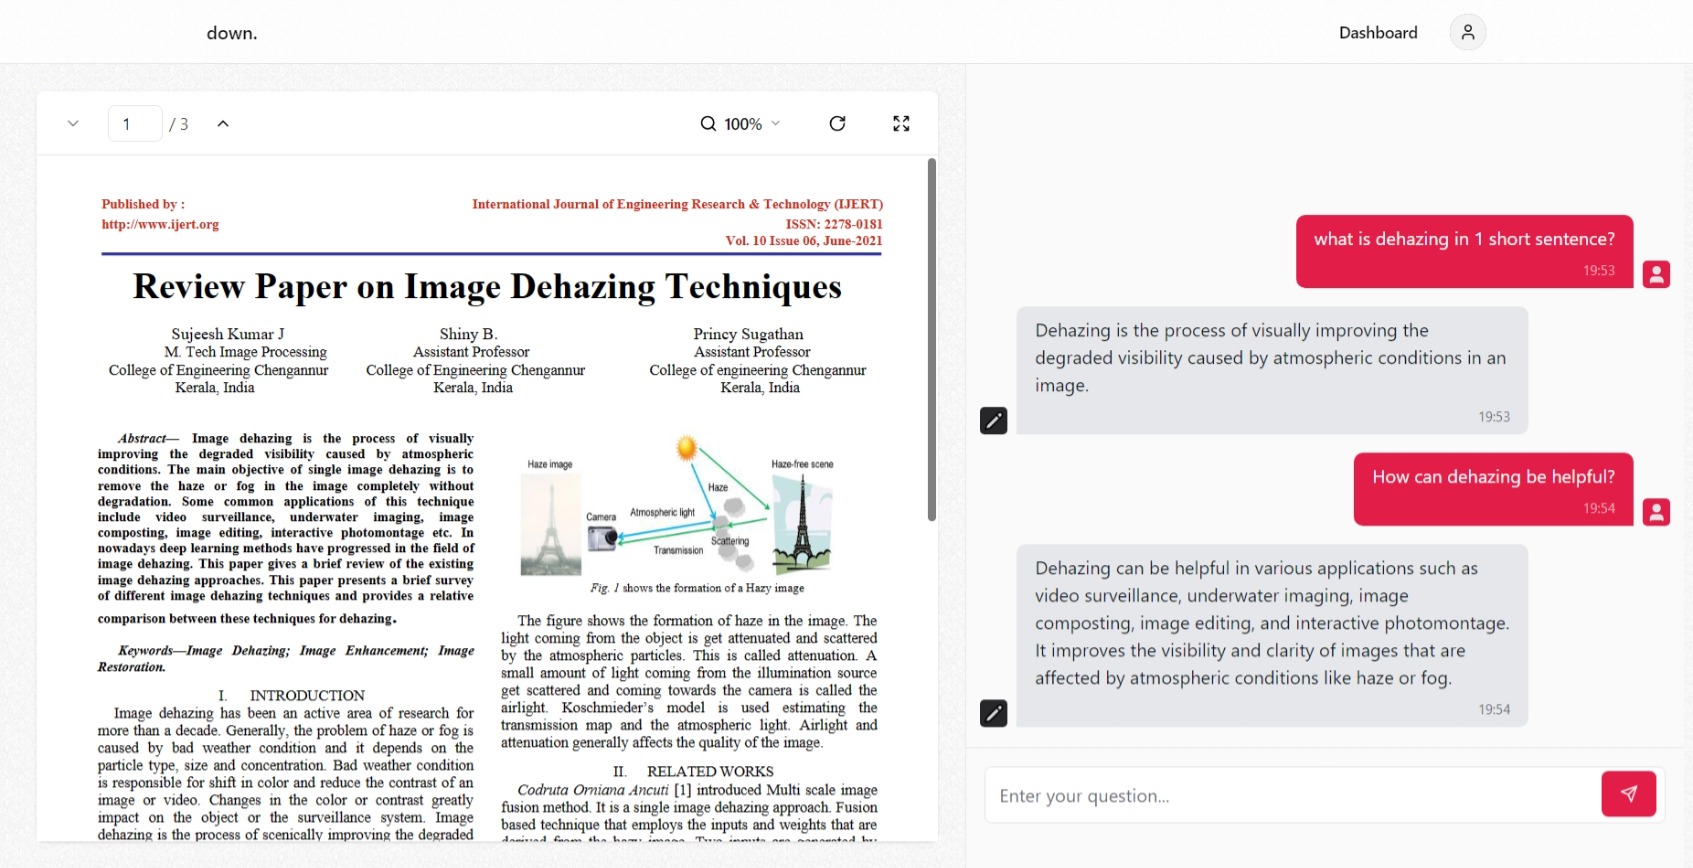 down.
Dashboard
1 / 3
100%
Published by :
http://www.ijert.org
International Journal of Engineering Research & Technology (IJERT)
ISSN: 2278-0181
Vol. 10 Issue 06, June-2021
Review Paper on Image Dehazing Techniques
Sujeesh Kumar J
M. Tech Image Processing
College of Engineering Chengannur
Kerala, India
Shiny B.
Assistant Professor
College of Engineering Chengannur
Kerala, India
Princy Sugathan
Assistant Professor
College of engineering Chengannur
Kerala, India
Abstract— Image dehazing is the process of visually
improving the degraded visibility caused by atmospheric
conditions. The main objective of single image dehazing is to
remove the haze or fog in the image completely without
degradation. Some common applications of this technique
include video surveillance, underwater imaging, image
composting, image editing, interactive photomontage etc. In
nowadays deep learning methods have progressed in the field of
image dehazing. This paper gives a brief review of the existing
image dehazing approaches. This paper presents a brief survey
of different image dehazing techniques and provides a relative
comparison between these techniques for dehazing.
Keywords—Image Dehazing; Image Enhancement; Image
Restoration.
I. INTRODUCTION
Image dehazing has been an active area of research for
more than a decade. Generally, the problem of haze or fog is
caused by bad weather condition and it depends on the
particle type, size and concentration. Bad weather condition
is responsible for shift in color and reduce the contrast of an
image or video. Changes in the color or contrast greatly
impact on the object or the surveillance system. Image
dehazing is the process of scenically improving the degraded
Haze image
Haze-free scene
Haze
Camera
Atmospheric light
Scattering
Transmission
Fig. 1 shows the formation of a Hazy image
The figure shows the formation of haze in the image. The
light coming from the object is get attenuated and scattered
by the atmospheric particles. This is called attenuation. A
small amount of light coming from the illumination source
get scattered and coming towards the camera is called the
airlight. Koschmieder's model is used estimating the
transmission map and the atmospheric light. Airlight and
attenuation generally affects the quality of the image.
II. RELATED WORKS
Codruta Orniana Ancuti [1] introduced Multi scale image
fusion method. It is a single image dehazing approach. Fusion
based technique that employs the inputs and weights that are
derived from the hazy image. Two inputs are generated by
what is dehazing in 1 short sentence?
19:53
Dehazing is the process of visually improving the
degraded visibility caused by atmospheric conditions in an
image.
19:53
How can dehazing be helpful?
19:54
Dehazing can be helpful in various applications such as
video surveillance, underwater imaging, image
composting, image editing, and interactive photomontage.
It improves the visibility and clarity of images that are
affected by atmospheric conditions like haze or fog.
19:54
Enter your question...